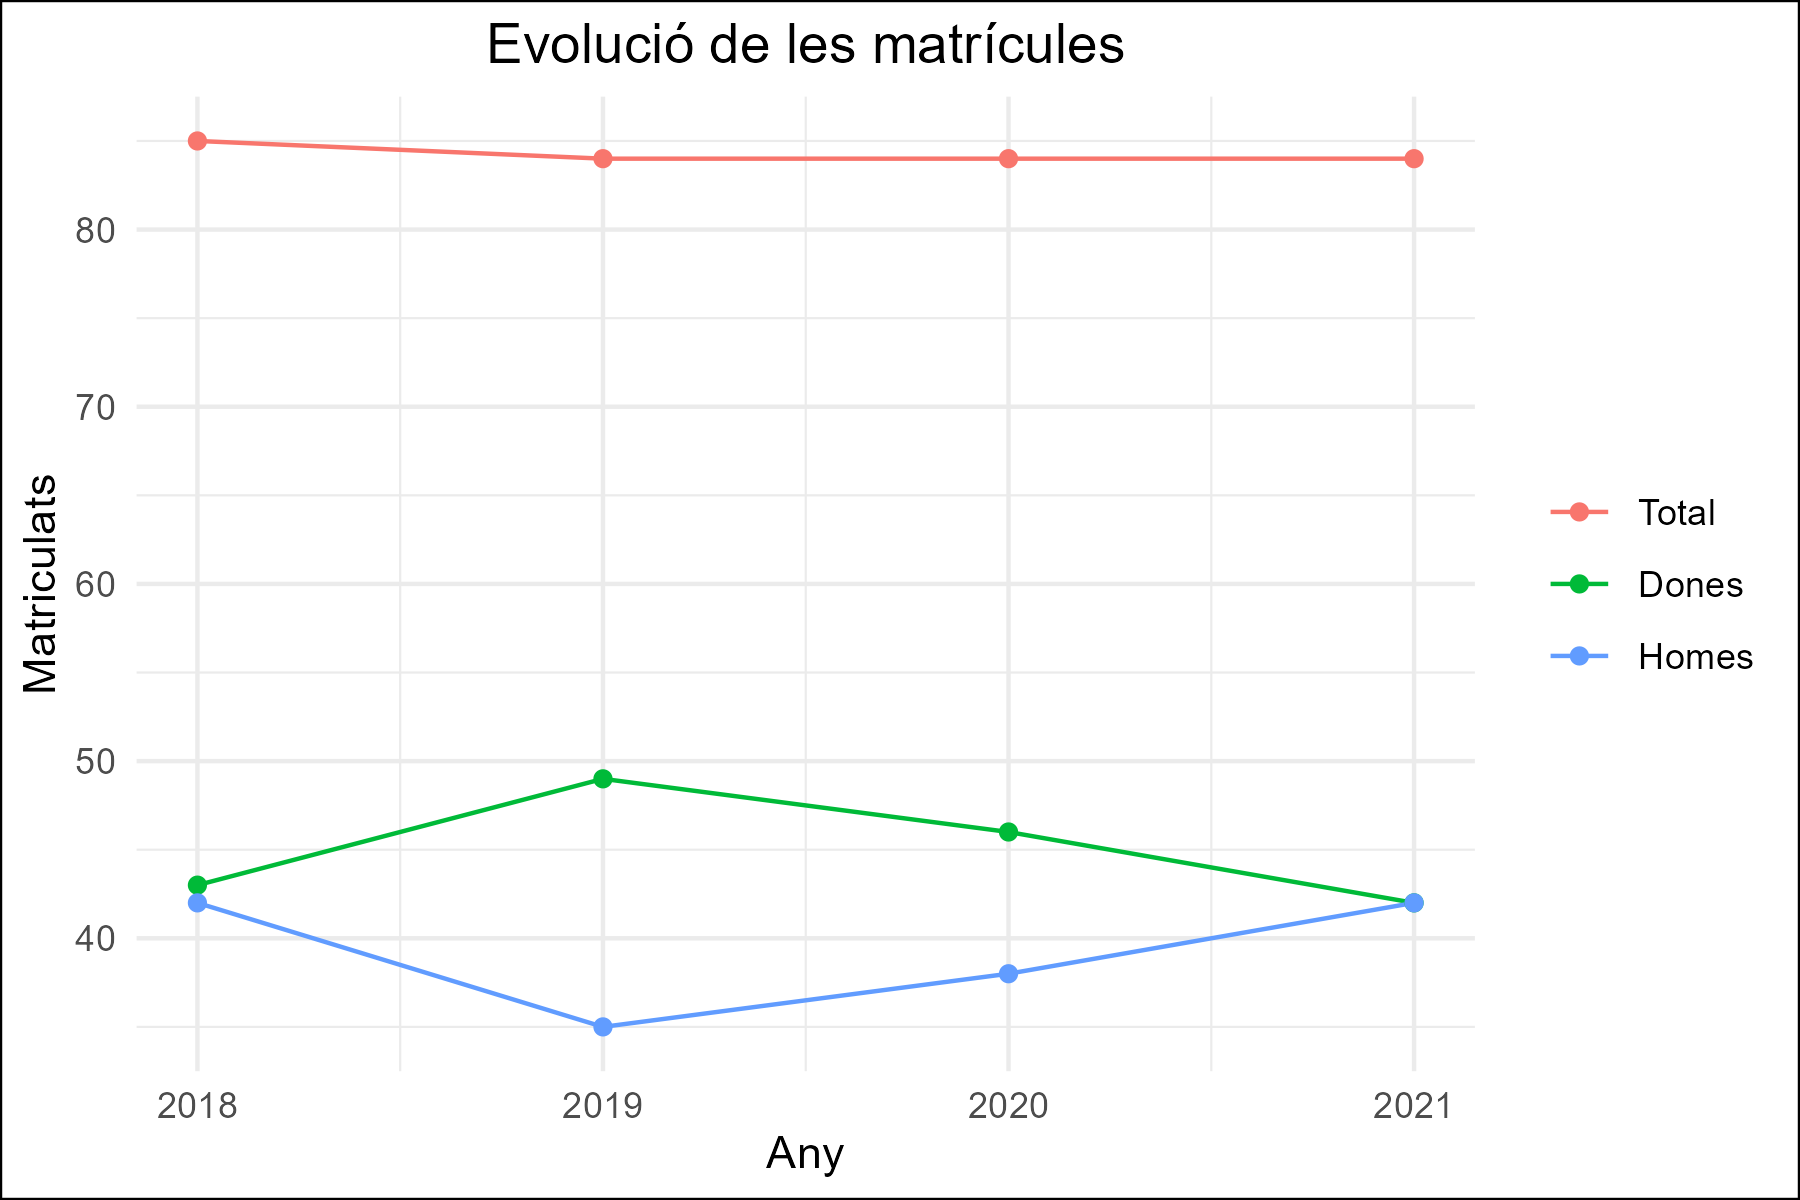 Evolució de les matrícules
80
70
60
50
40
Matriculats
2018 2019 2020 2021
Any
Total
Dones
Homes